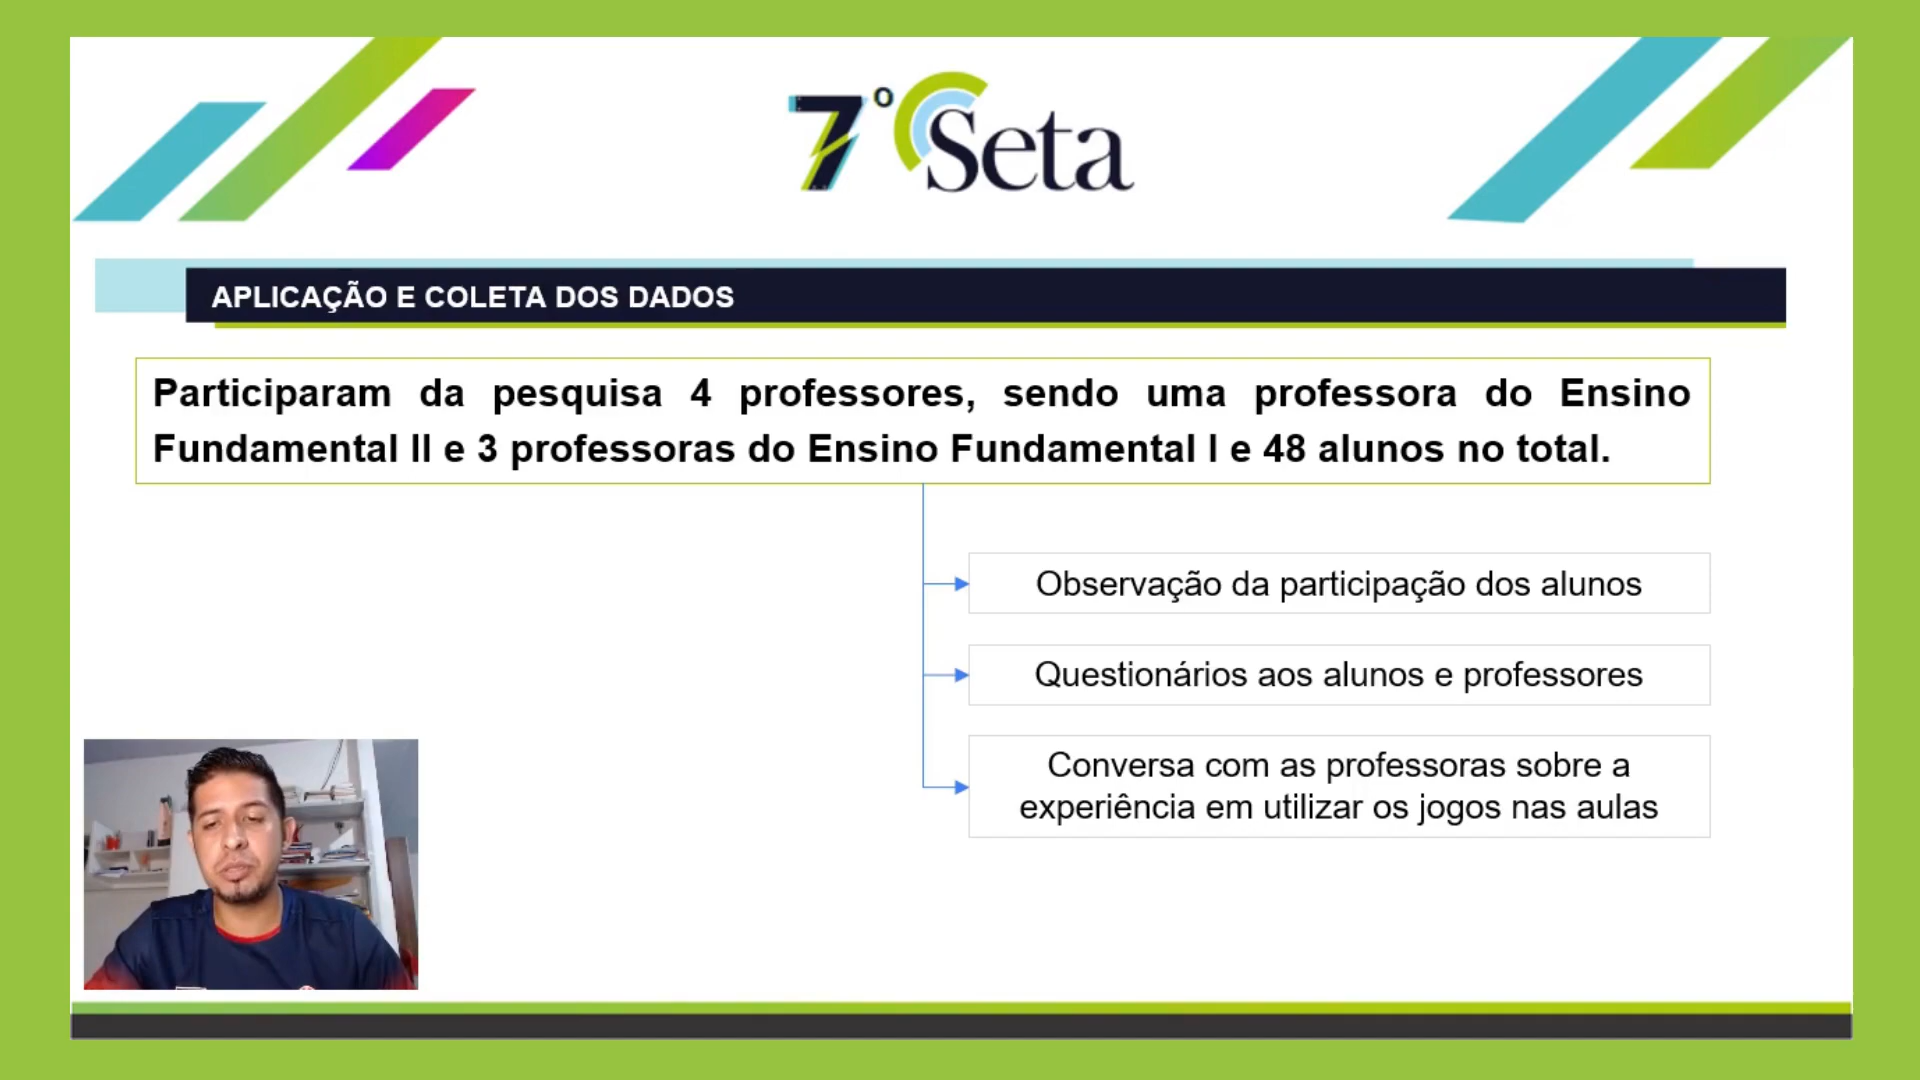 7º Seta
APLICAÇÃO E COLETA DOS DADOS
Participaram da pesquisa 4 professores, sendo uma professora do Ensino
Fundamental II e 3 professoras do Ensino Fundamental I e 48 alunos no total.
Observação da participação dos alunos
Questionários aos alunos e professores
Conversa com as professoras sobre a
experiência em utilizar os jogos nas aulas